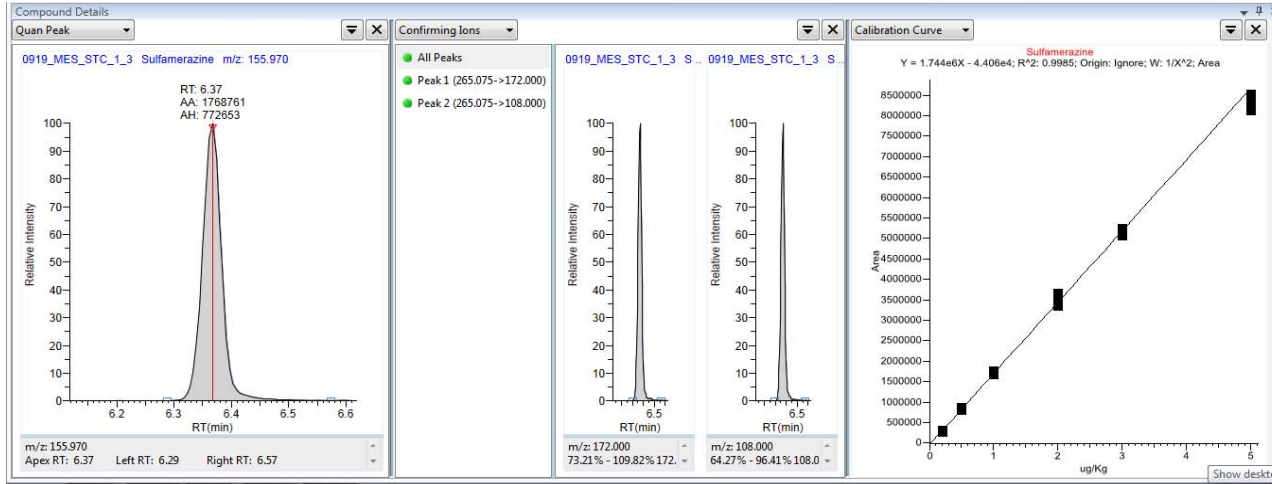 Compound Details
Quan Peak
0919_MES_STC_1_3 Sulfamerazine m/z: 155.970
RT: 6.37
AA: 1768761
AH: 772653
Relative Intensity
100
90
80
70
60
50
40
30
20
10
0
6.2 6.3 6.4 6.5 6.6
RT(min)
m/z: 155.970
Apex RT: 6.37 Left RT: 6.29 Right RT: 6.57
Confirming Ions
All Peaks
Peak 1 (265.075->172.000)
Peak 2 (265.075->108.000)
0919_MES_STC_1_3 S ..
Relative Intensity
100
90
80
70
60
50
40
30
20
10
0
6.5
RT(min)
m/z: 172.000
73.21% - 109.82% 172.
0919_MES_STC_1_3 S ..
Relative Intensity
100
90
80
70
60
50
40
30
20
10
0
6.5
RT(min)
m/z: 108.000
64.27% - 96.41% 108.0
Calibration Curve
Sulfamerazine
Y = 1.744e6X - 4.406e4; R^2: 0.9985; Origin: Ignore; W: 1/X^2; Area
Area
8500000
8000000
7500000
7000000
6500000
6000000
5500000
5000000
4500000
4000000
3500000
3000000
2500000
2000000
1500000
1000000
500000
0
0 1 2 3 4 5
ug/Kg